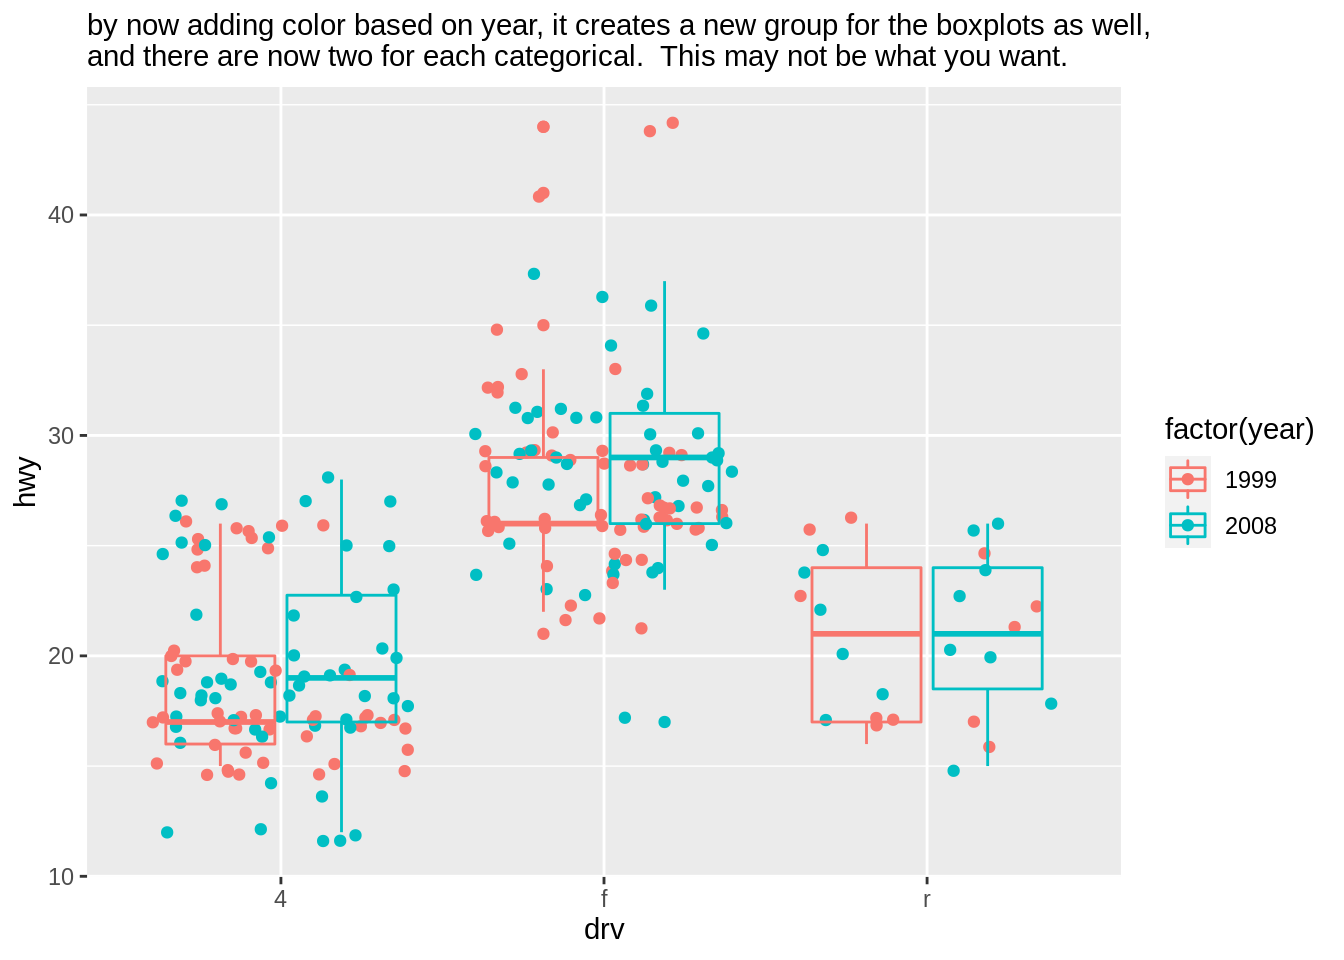 by now adding color based on year, it creates a new group for the boxplots as well,
and there are now two for each categorical.  This may not be what you want.
40
30
20
10
hwy
4
f
r
drv
factor(year)
1999
2008